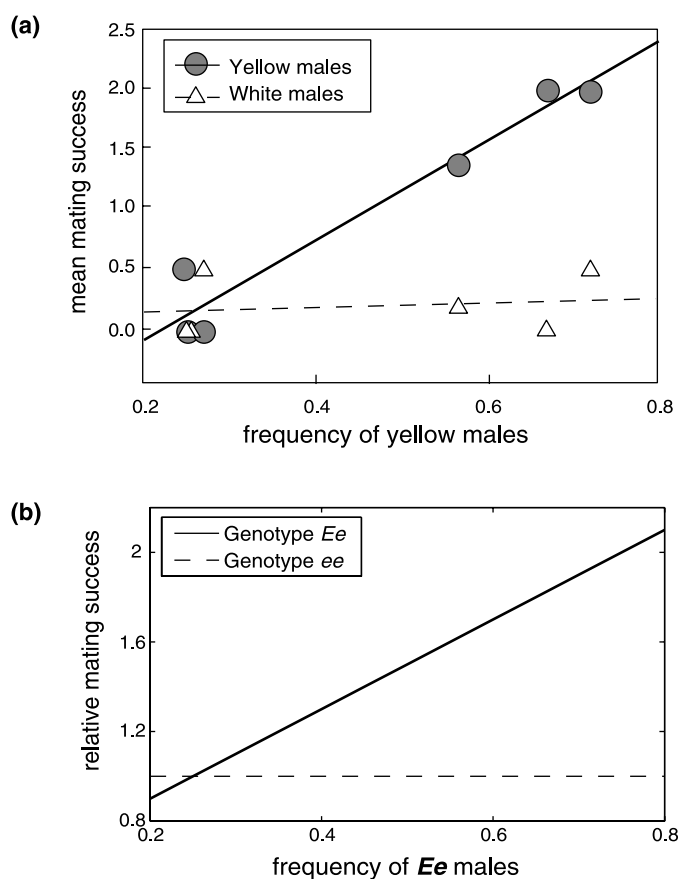 (a)
2.5
2.0
1.5
1.0
0.5
0.0
mean mating success
Yellow males
White males
0.2 0.4 0.6 0.8
frequency of yellow males
(b)
2
1.6
1.2
0.8
relative mating success
Genotype Ee
Genotype ee
0.2 0.4 0.6 0.8
frequency of Ee males